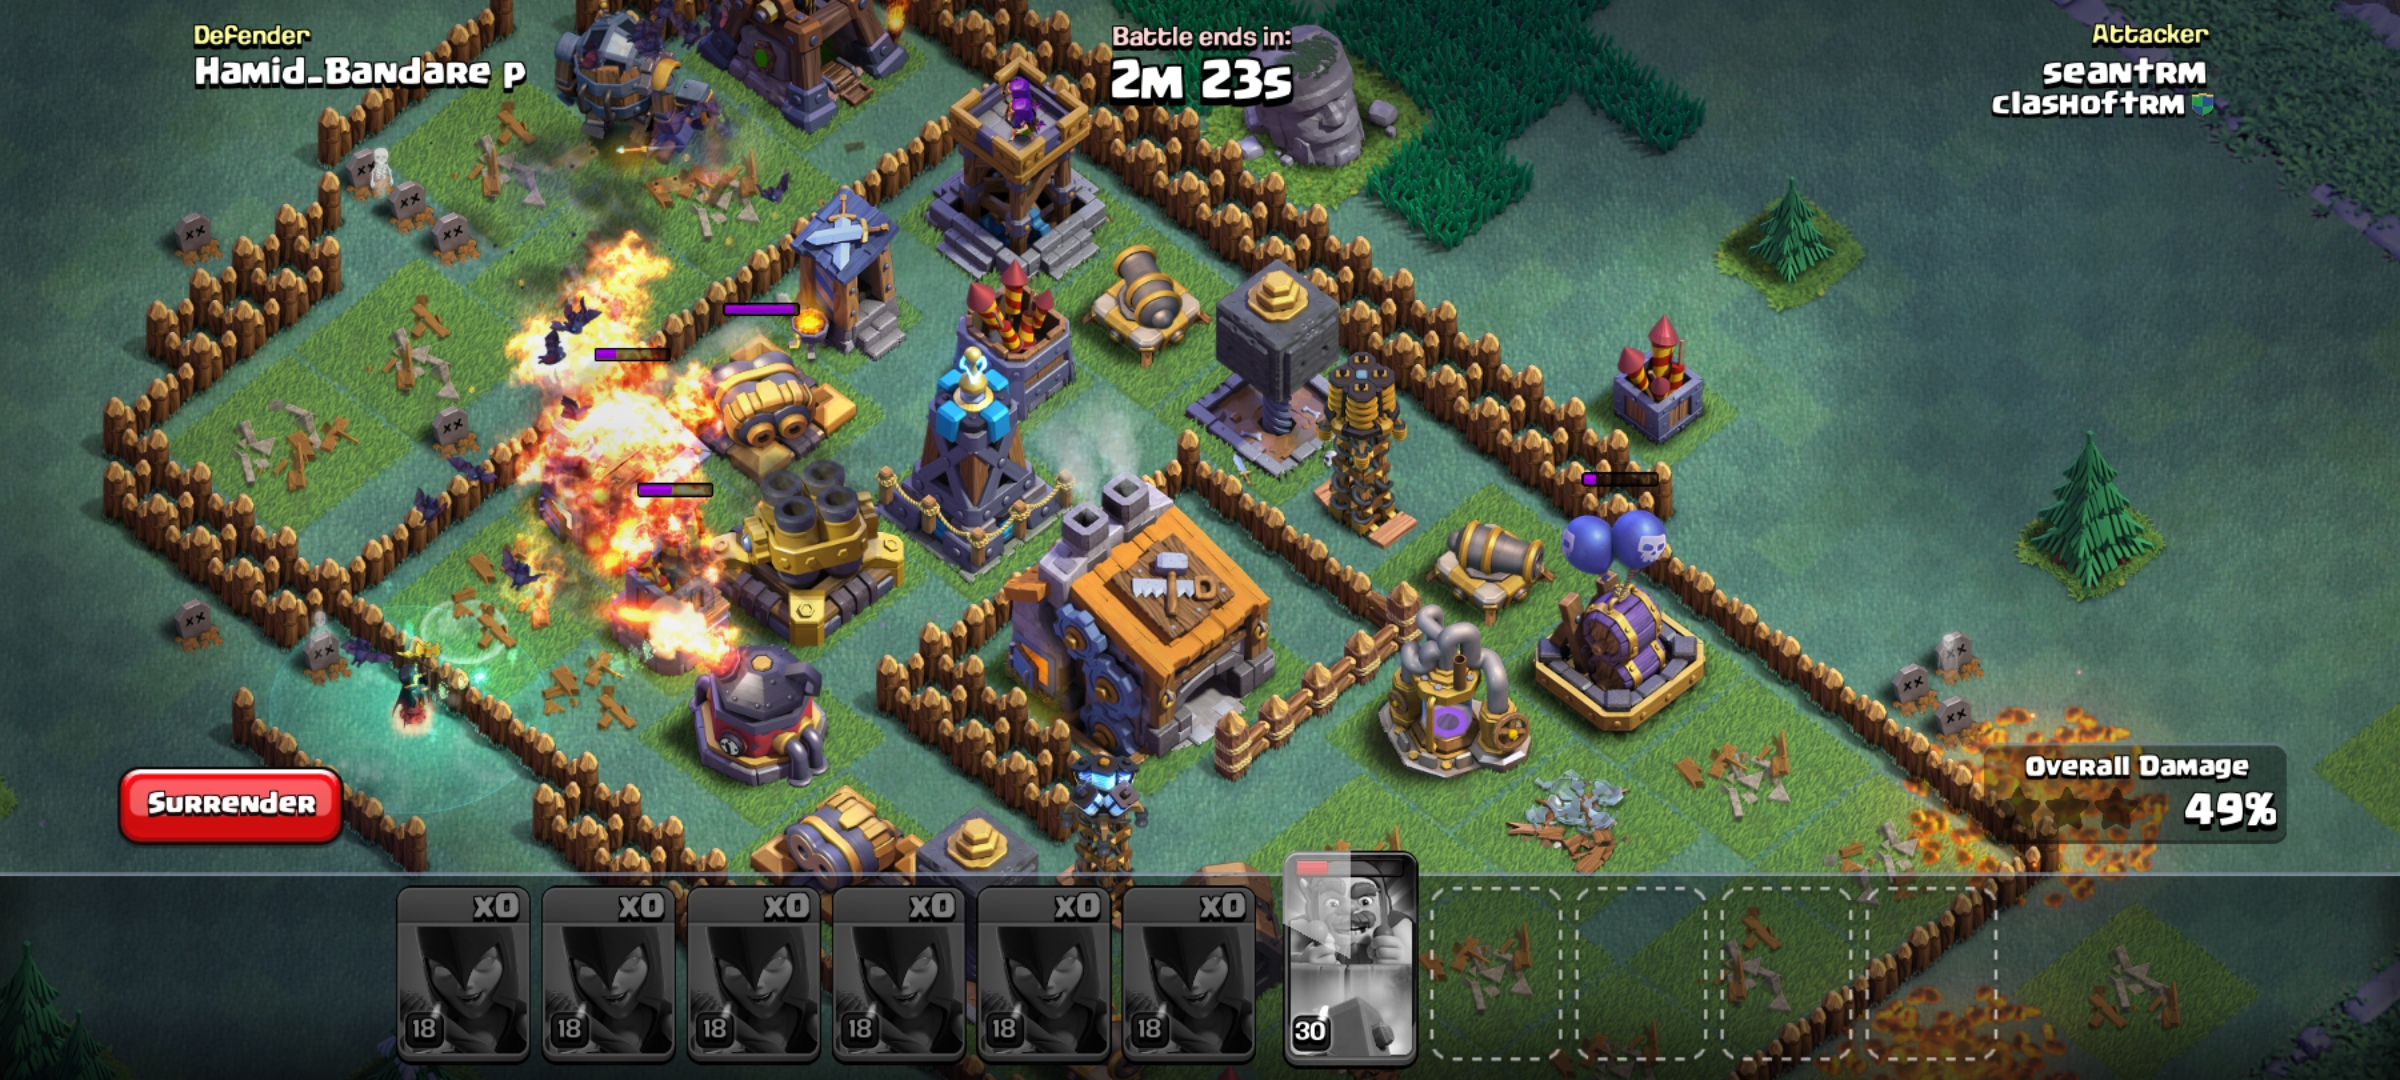 Defender
Hamid_Bandare p
Battle ends in:
2m 23s
Attacker
seantrm
clashoftrm
Surrender
Overall Damage
49%
x0
x0
x0
x0
x0
x0
18
18
18
18
18
18
30